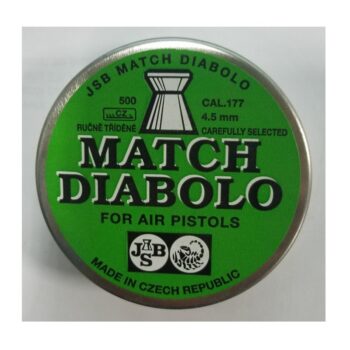 JSB MATCH DIABOLO
500
CZ
CAL.177
4.5 mm
RUČNĚ TŘÍDĚNÉ
CAREFULLY SELECTED
MATCH
DIABOLO
FOR AIR PISTOLS
JSB
MADE IN CZECH REPUBLIC